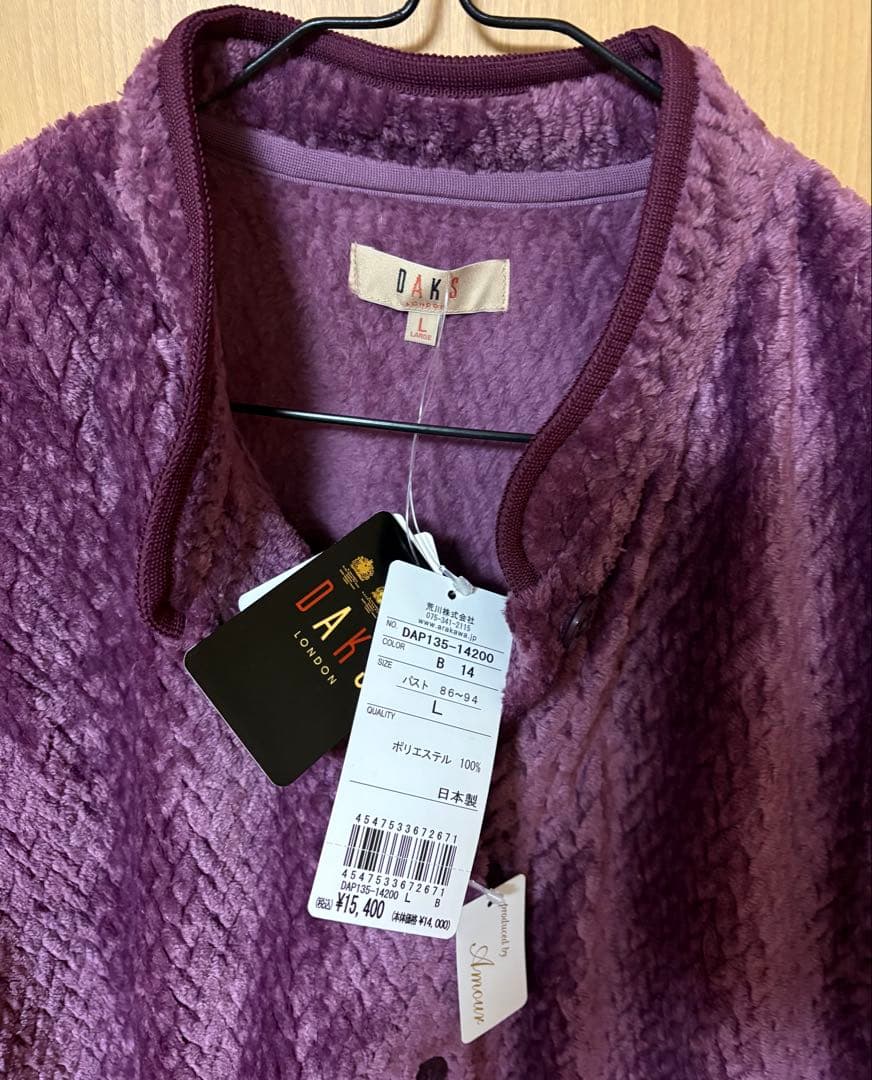 DAKS
LONDON
L
LARGE
DAKS
LONDON
荒川株式会社
075-341-2115
www.arakawa.jp
NO. DAP135-14200
COLOR B 14
SIZE バスト 86~94
L
QUALITY
ポリエステル 100%
日本製
4547533672671
4547533672671
DAP135-14200 L B
(税込) ¥15,400 (本体価格 ¥14,000)
Produced by
Amour